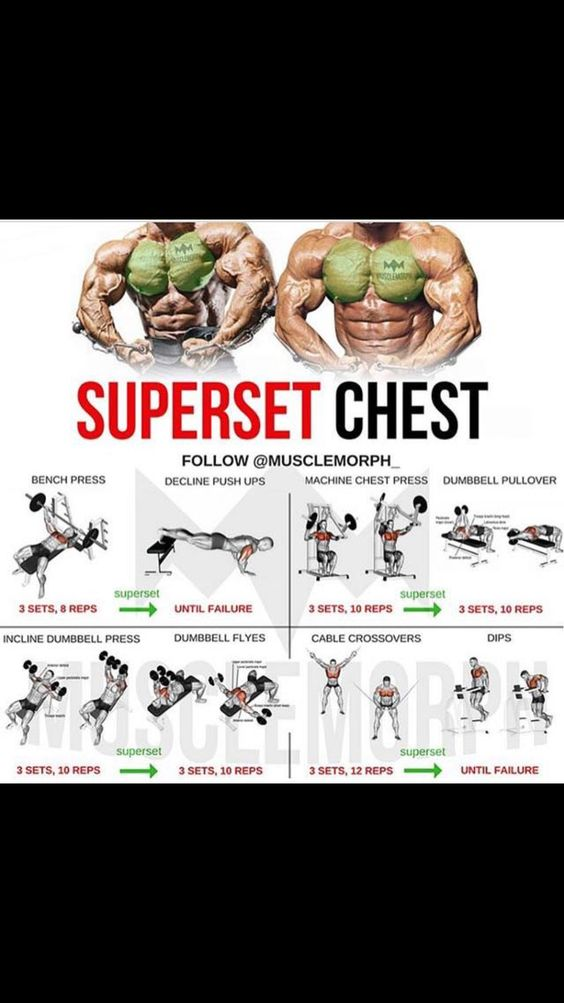 MUSCLEMORPH
MUSCLEMORPH
SUPERSET CHEST
FOLLOW @MUSCLEMORPH_
BENCH PRESS
DECLINE PUSH UPS
superset
3 SETS, 8 REPS
UNTIL FAILURE
MACHINE CHEST PRESS
DUMBBELL PULLOVER
superset
3 SETS, 10 REPS
3 SETS, 10 REPS
INCLINE DUMBBELL PRESS
DUMBBELL FLYES
superset
3 SETS, 10 REPS
3 SETS, 10 REPS
CABLE CROSSOVERS
DIPS
superset
3 SETS, 12 REPS
UNTIL FAILURE
MUSCLEMORPH